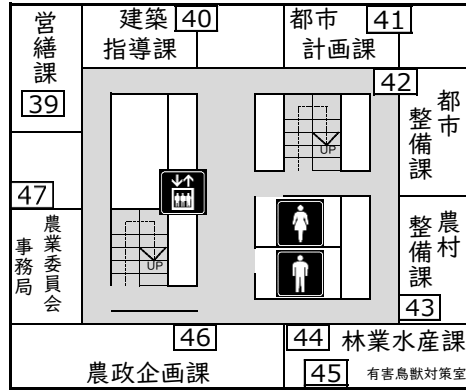 営繕課
39
建築 40
指導課
都市 41
計画課
42
都市
整備課
UP
47
農業委員会
事務局
UP
農村
整備課
43
46
農政企画課
44 林業水産課
45 有害鳥獣対策室